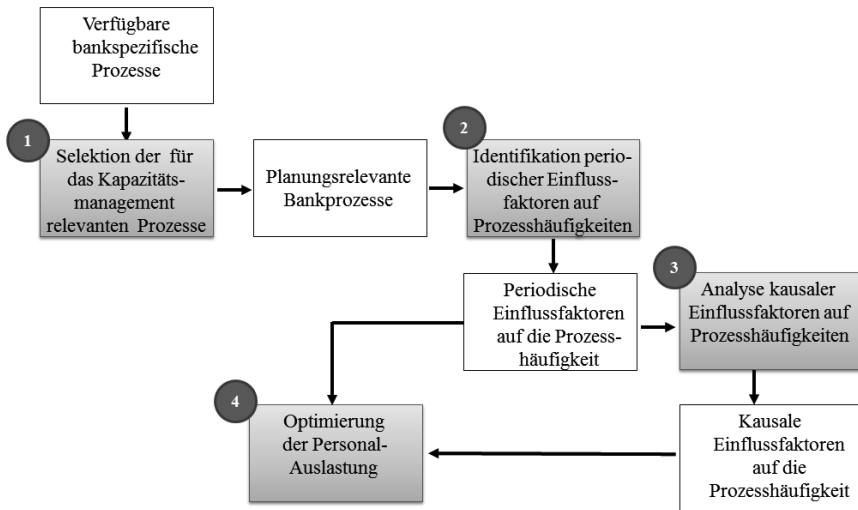 Verfügbare
bankspezifische
Prozesse
1
Selektion der für
das Kapazitäts-
management
relevanten Prozesse
Planungsrelevante
Bankprozesse
2
Identifikation perio-
discher Einfluss-
faktoren auf
Prozesshäufigkeiten
Periodische
Einflussfaktoren
auf die Prozess-
häufigkeit
3
Analyse kausaler
Einflussfaktoren auf
Prozesshäufigkeiten
Kausale
Einflussfaktoren
auf die
Prozesshäufigkeit
4
Optimierung
der Personal-
Auslastung